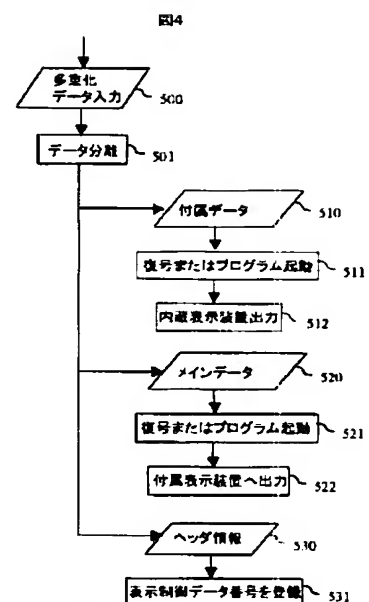 図4
多重化
データ入力
500
データ分離
501
付属データ
510
復号またはプログラム起動
511
内蔵表示装置出力
512
メインデータ
520
復号またはプログラム起動
521
付属表示装置へ出力
522
ヘッダ情報
530
表示制御データ番号を登録
531